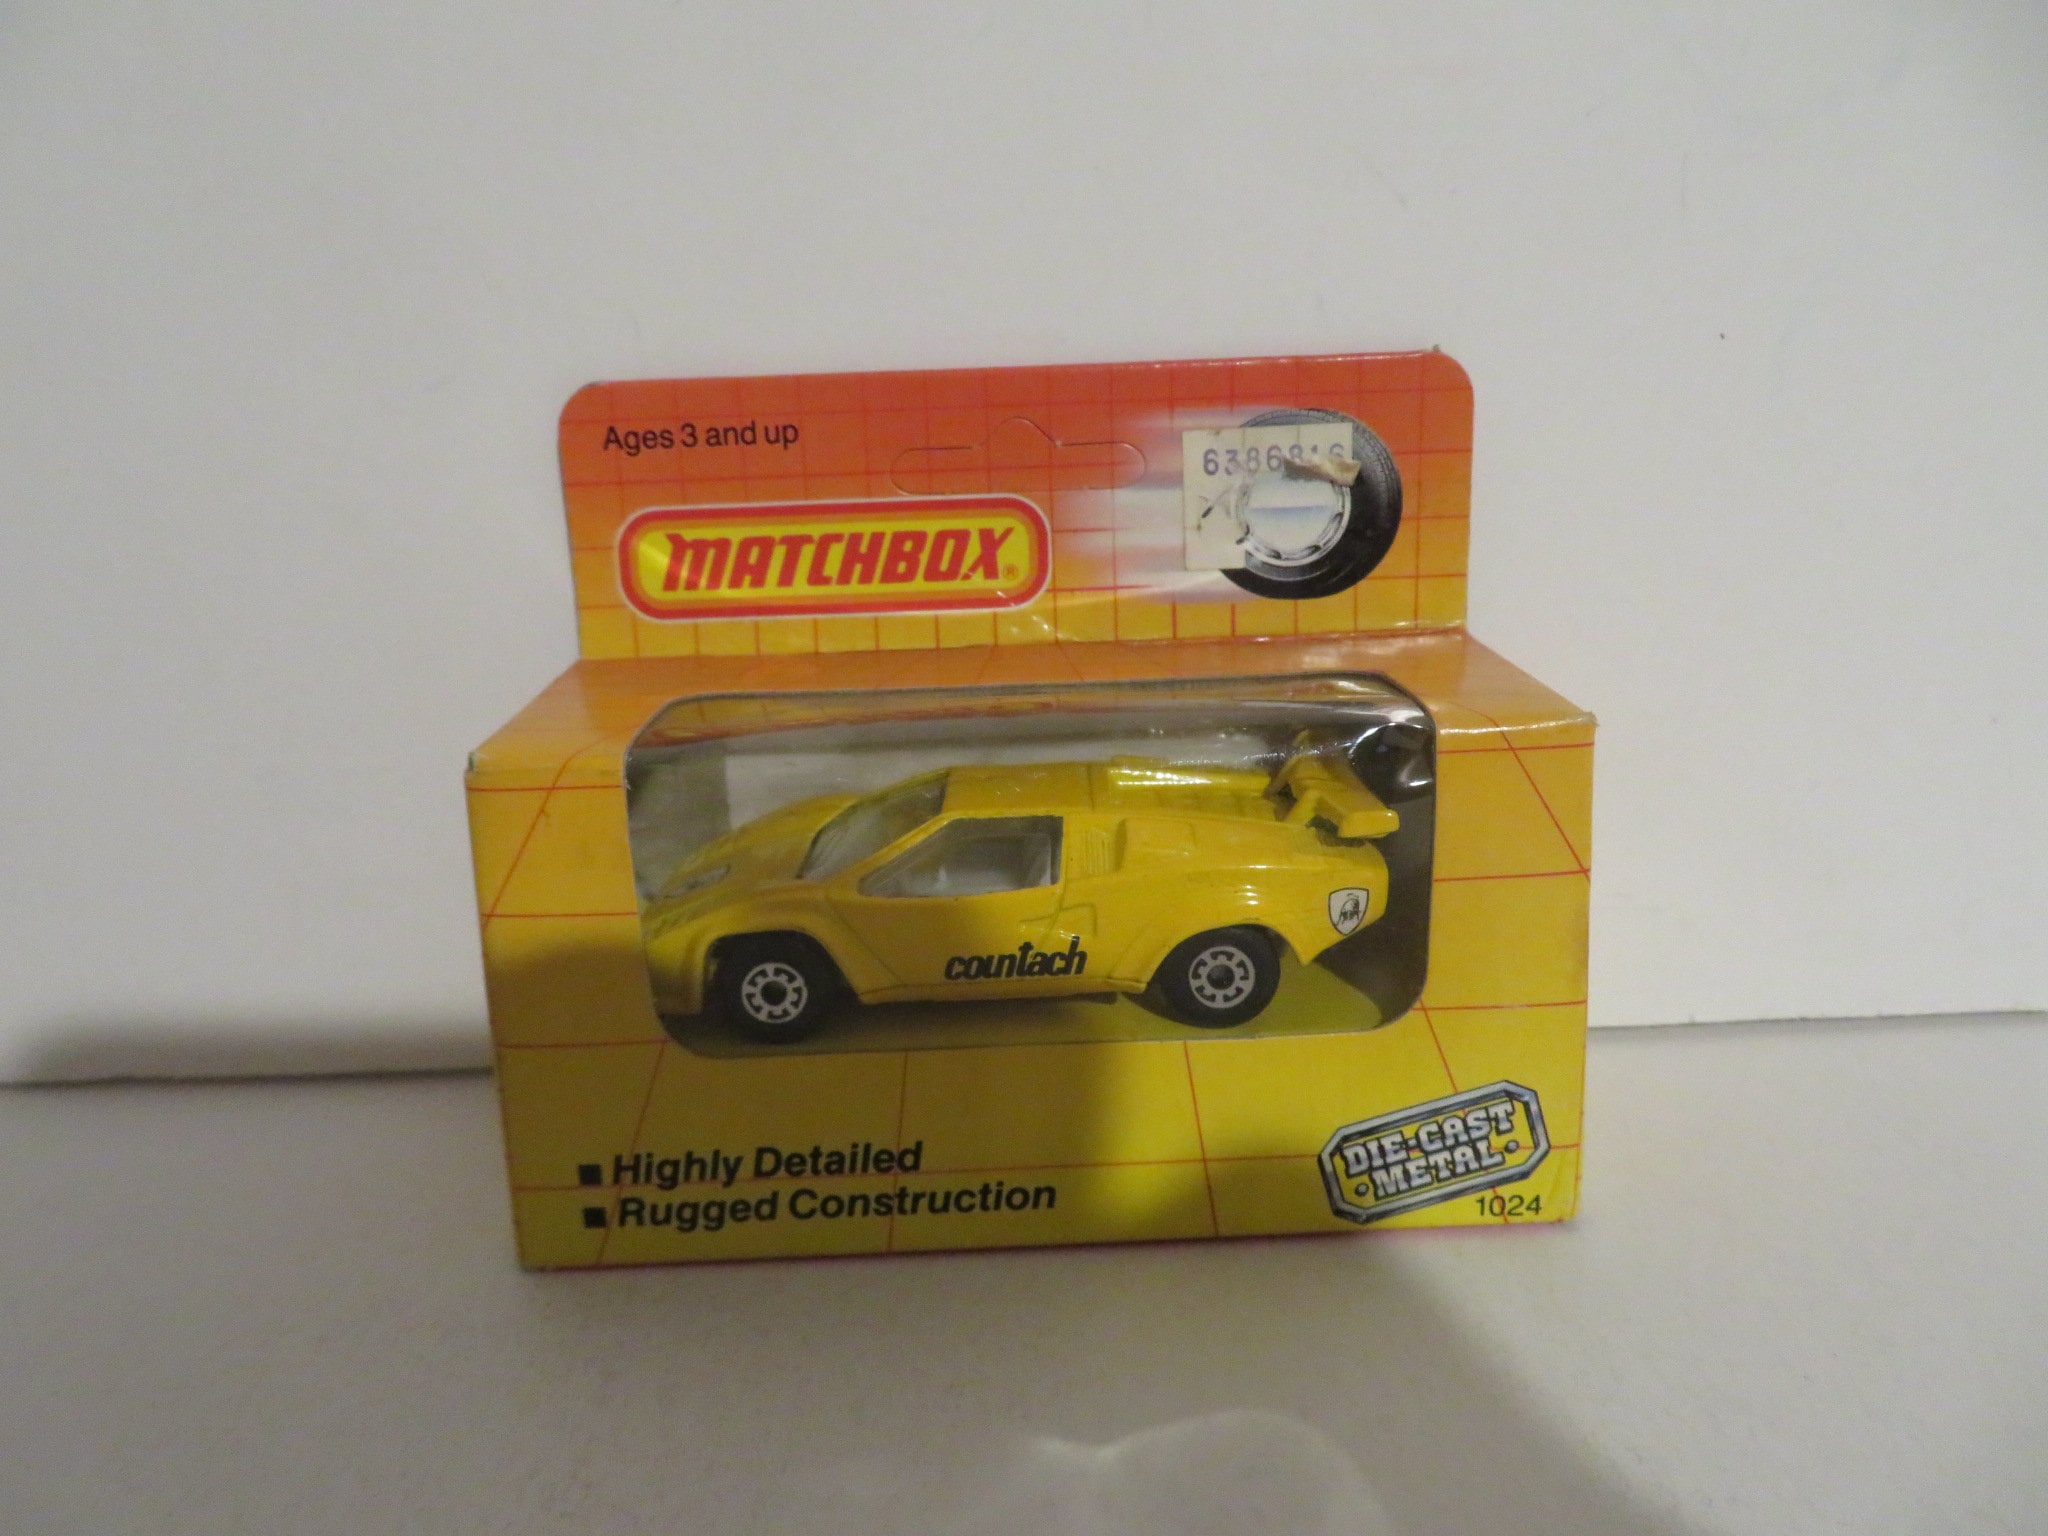 Ages 3 and up
MATCHBOX®
countach
■ Highly Detailed
■ Rugged Construction
DIE-CAST
METAL
1024